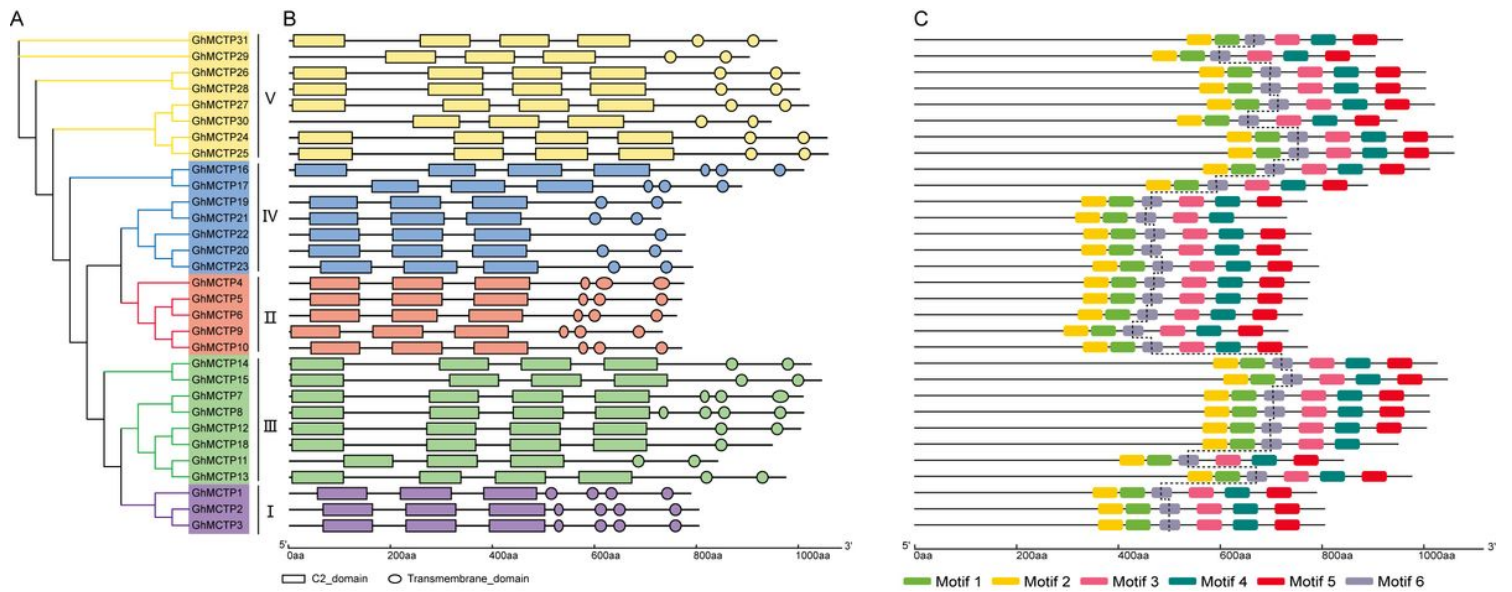 A
B
C
GhMCTP31
GhMCTP29
GhMCTP26
GhMCTP28
GhMCTP27
GhMCTP30
GhMCTP24
GhMCTP25
V
GhMCTP16
GhMCTP17
GhMCTP19
GhMCTP21
GhMCTP22
GhMCTP20
GhMCTP23
IV
GhMCTP4
GhMCTP5
GhMCTP6
GhMCTP9
GhMCTP10
II
GhMCTP14
GhMCTP15
GhMCTP7
GhMCTP8
GhMCTP12
GhMCTP18
GhMCTP11
GhMCTP13
III
GhMCTP1
GhMCTP2
GhMCTP3
I
5' 3'
0aa 200aa 400aa 600aa 800aa 1000aa
C2_domain Transmembrane_domain
5' 3'
0aa 200aa 400aa 600aa 800aa 1000aa
Motif 1 Motif 2 Motif 3 Motif 4 Motif 5 Motif 6